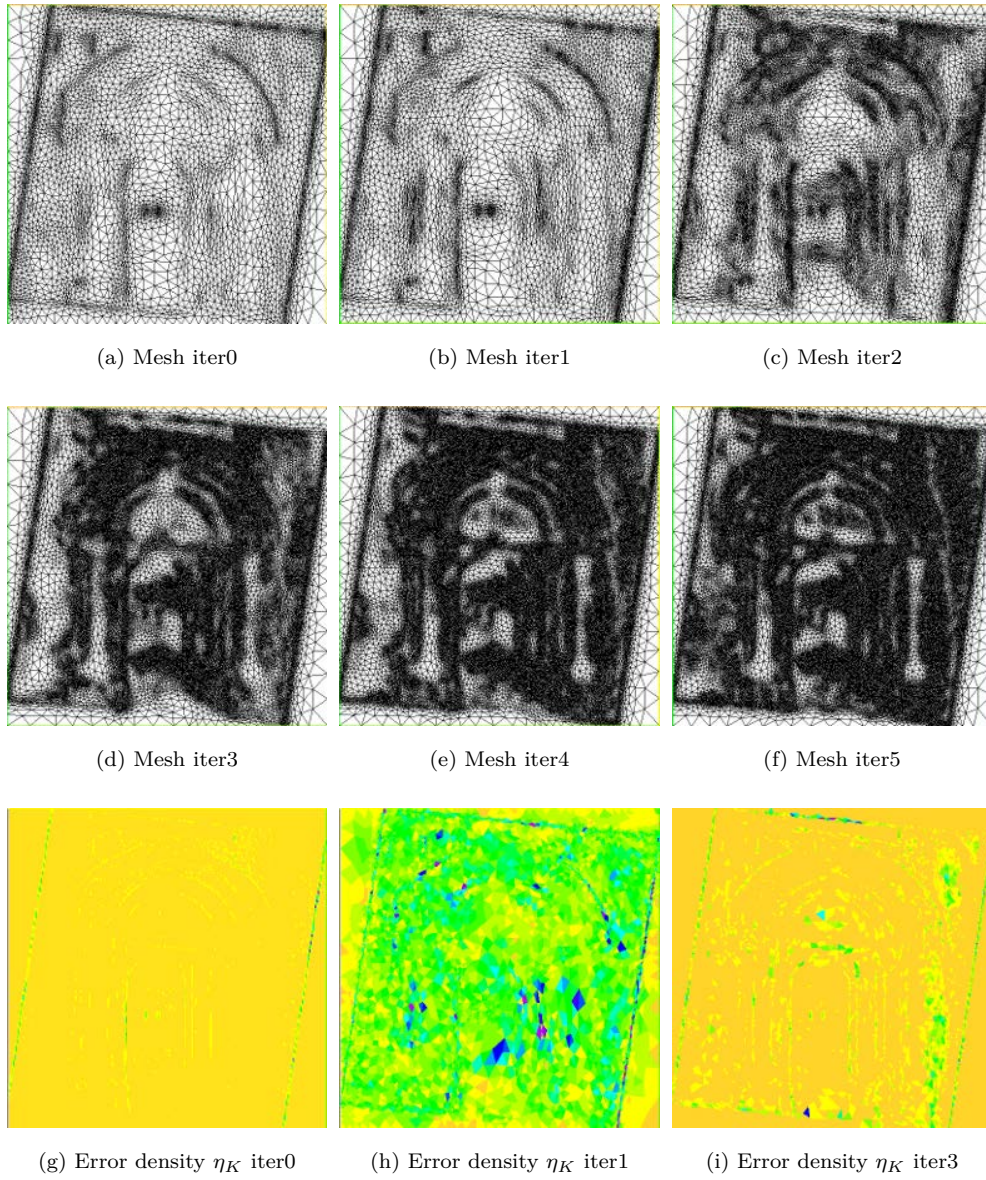 (a) Mesh iter0
(b) Mesh iter1
(c) Mesh iter2
(d) Mesh iter3
(e) Mesh iter4
(f) Mesh iter5
(g) Error density η_K iter0
(h) Error density η_K iter1
(i) Error density η_K iter3